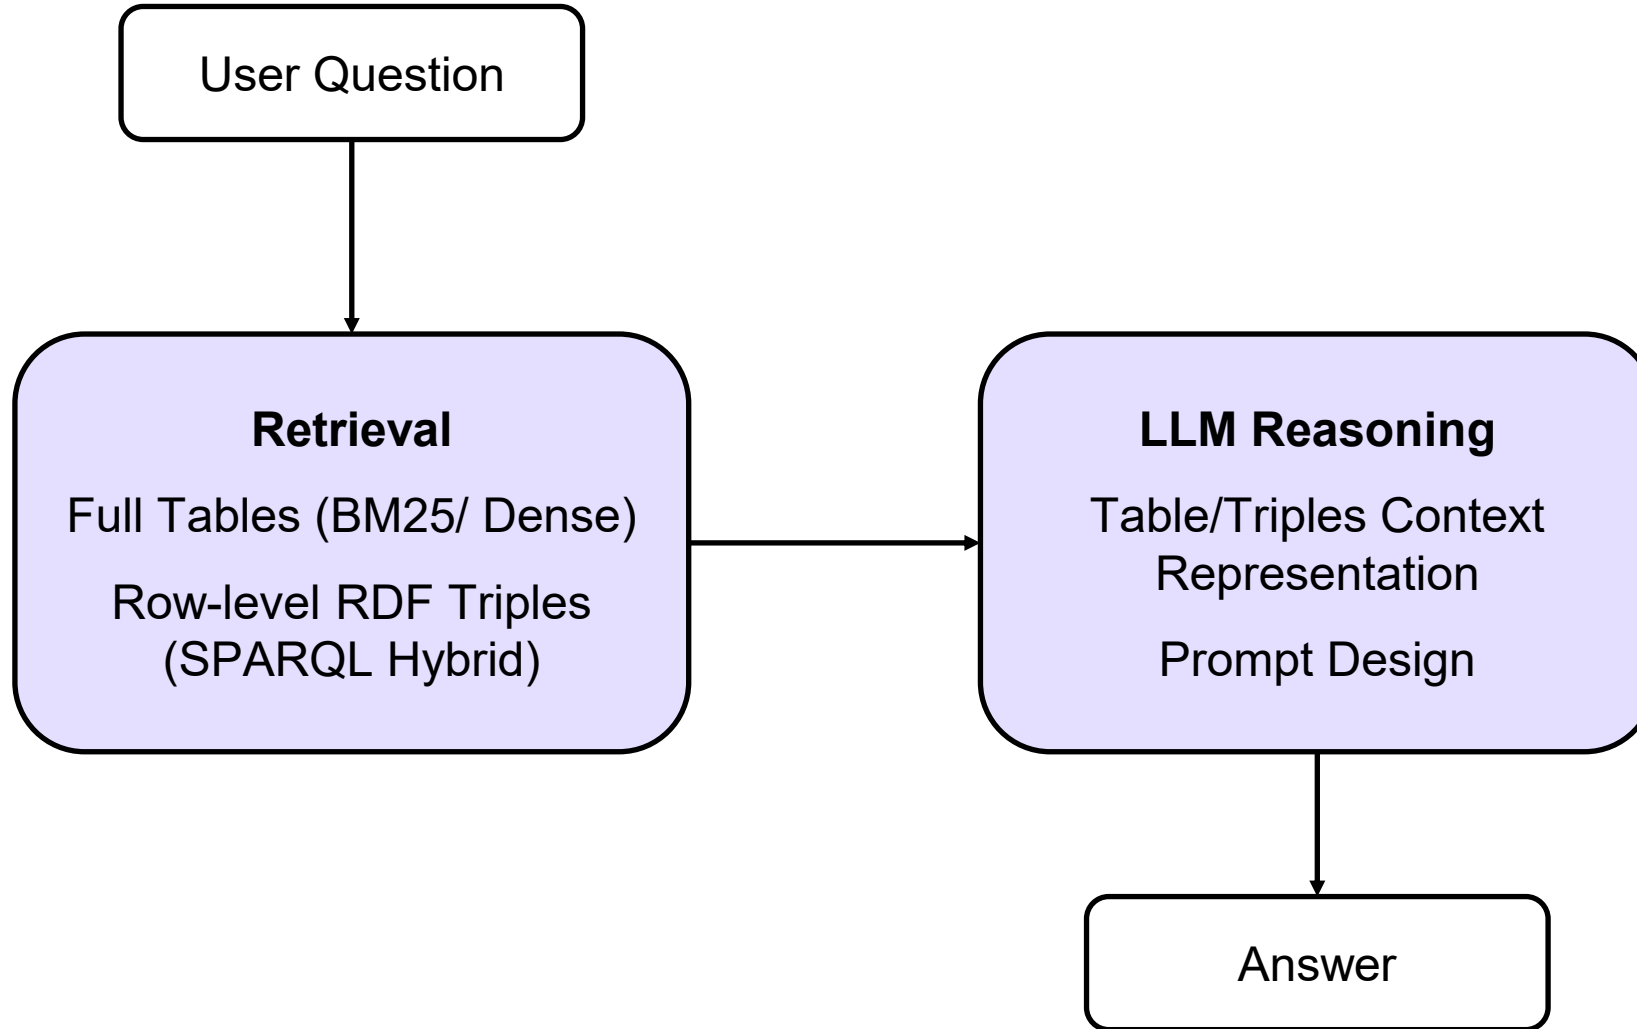 User Question
Retrieval
Full Tables (BM25/ Dense)
Row-level RDF Triples
(SPARQL Hybrid)
LLM Reasoning
Table/Triples Context
Representation
Prompt Design
Answer